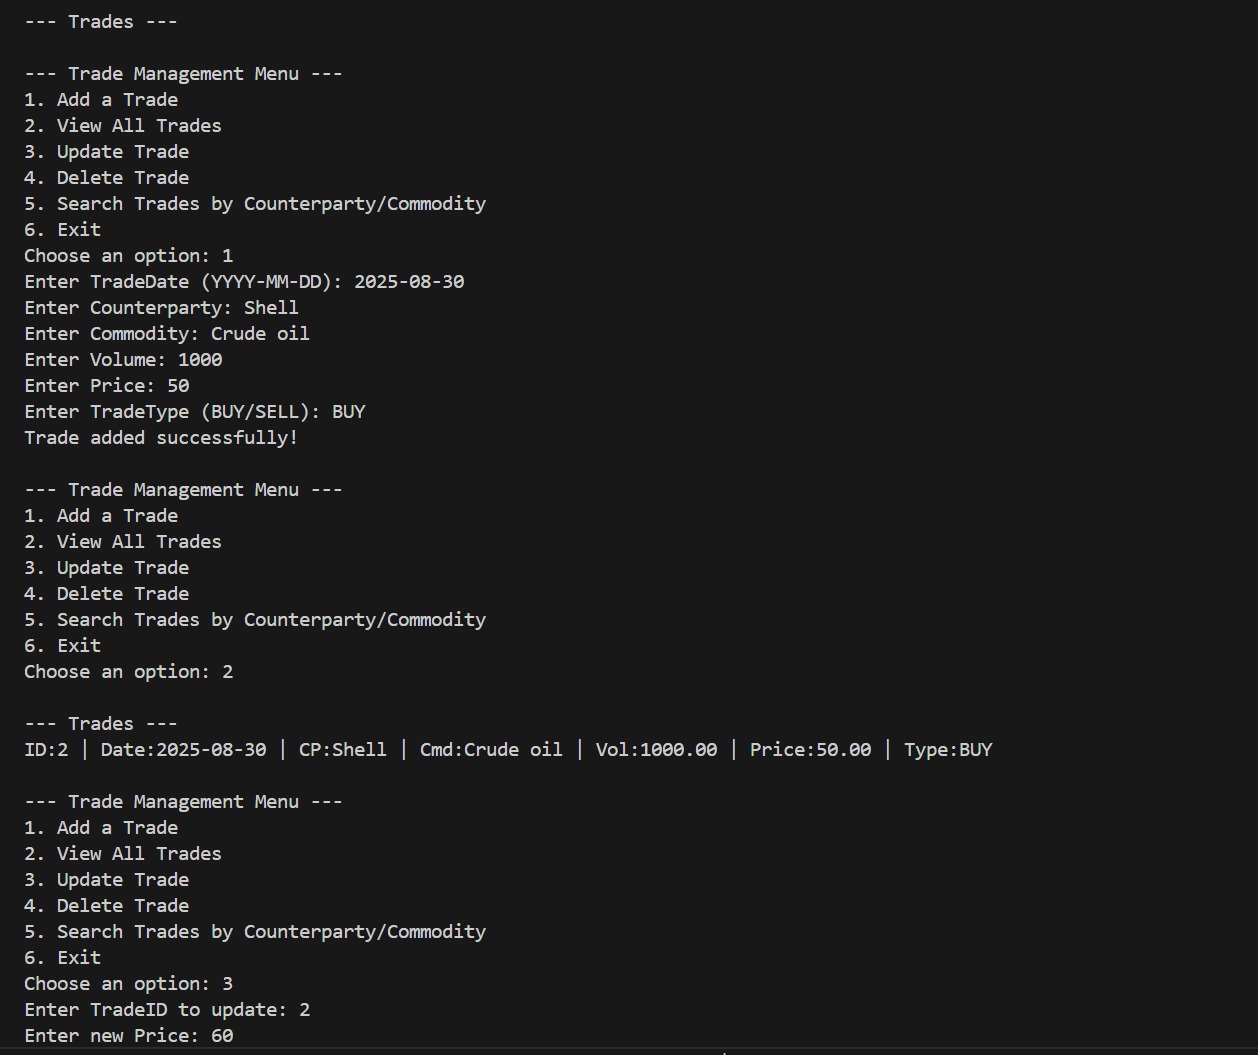 --- Trades ---
--- Trade Management Menu ---
1. Add a Trade
2. View All Trades
3. Update Trade
4. Delete Trade
5. Search Trades by Counterparty/Commodity
6. Exit
Choose an option: 1
Enter TradeDate (YYYY-MM-DD): 2025-08-30
Enter Counterparty: Shell
Enter Commodity: Crude oil
Enter Volume: 1000
Enter Price: 50
Enter TradeType (BUY/SELL): BUY
Trade added successfully!
--- Trade Management Menu ---
1. Add a Trade
2. View All Trades
3. Update Trade
4. Delete Trade
5. Search Trades by Counterparty/Commodity
6. Exit
Choose an option: 2
--- Trades ---
ID:2 | Date:2025-08-30 | CP:Shell | Cmd:Crude oil | Vol:1000.00 | Price:50.00 | Type:BUY
--- Trade Management Menu ---
1. Add a Trade
2. View All Trades
3. Update Trade
4. Delete Trade
5. Search Trades by Counterparty/Commodity
6. Exit
Choose an option: 3
Enter TradeID to update: 2
Enter new Price: 60